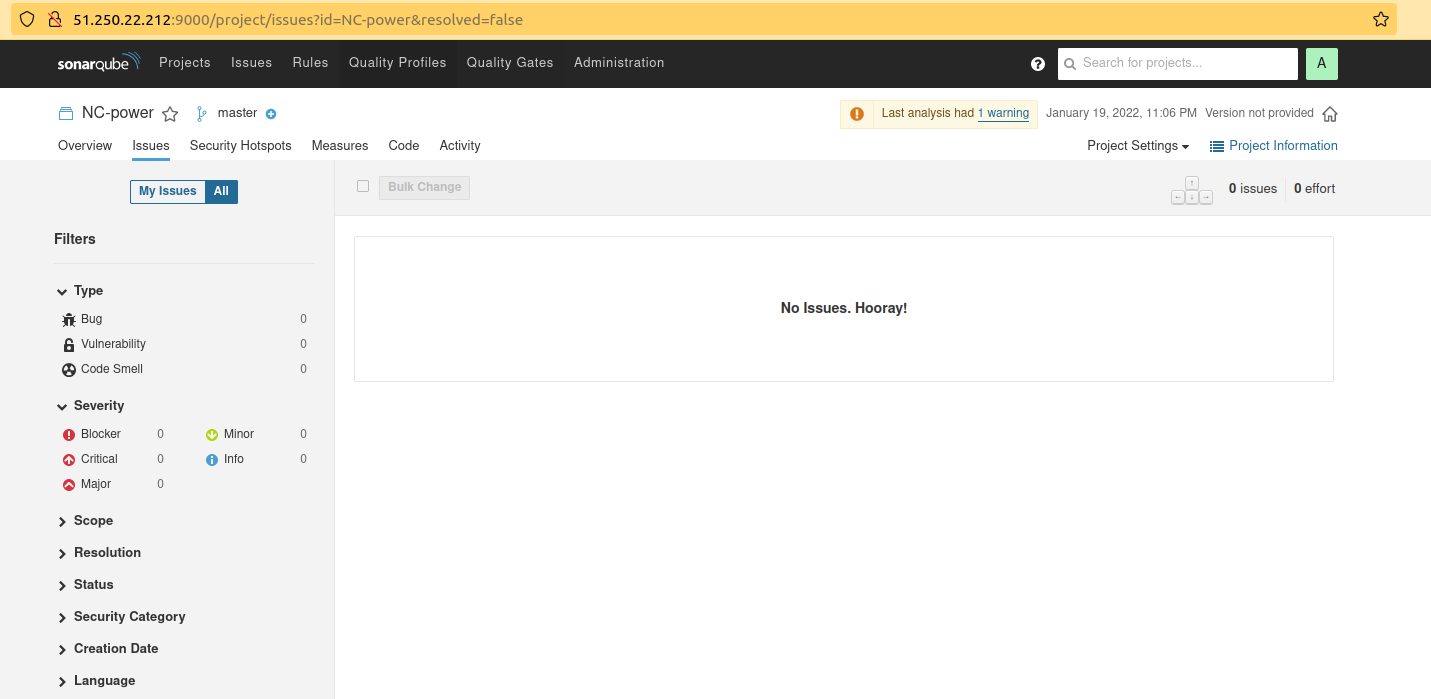 51.250.22.212:9000/project/issues?id=NC-power&resolved=false
sonarqube Projects Issues Rules Quality Profiles Quality Gates Administration ? Search for projects... A
NC-power master Last analysis had 1 warning January 19, 2022, 11:06 PM Version not provided
Overview Issues Security Hotspots Measures Code Activity Project Settings Project Information
My Issues All Bulk Change ↑ ← ↓ → 0 issues 0 effort
Filters
Type
Bug 0
Vulnerability 0
Code Smell 0
No Issues. Hooray!
Severity
Blocker 0 Minor 0
Critical 0 Info 0
Major 0
Scope
Resolution
Status
Security Category
Creation Date
Language